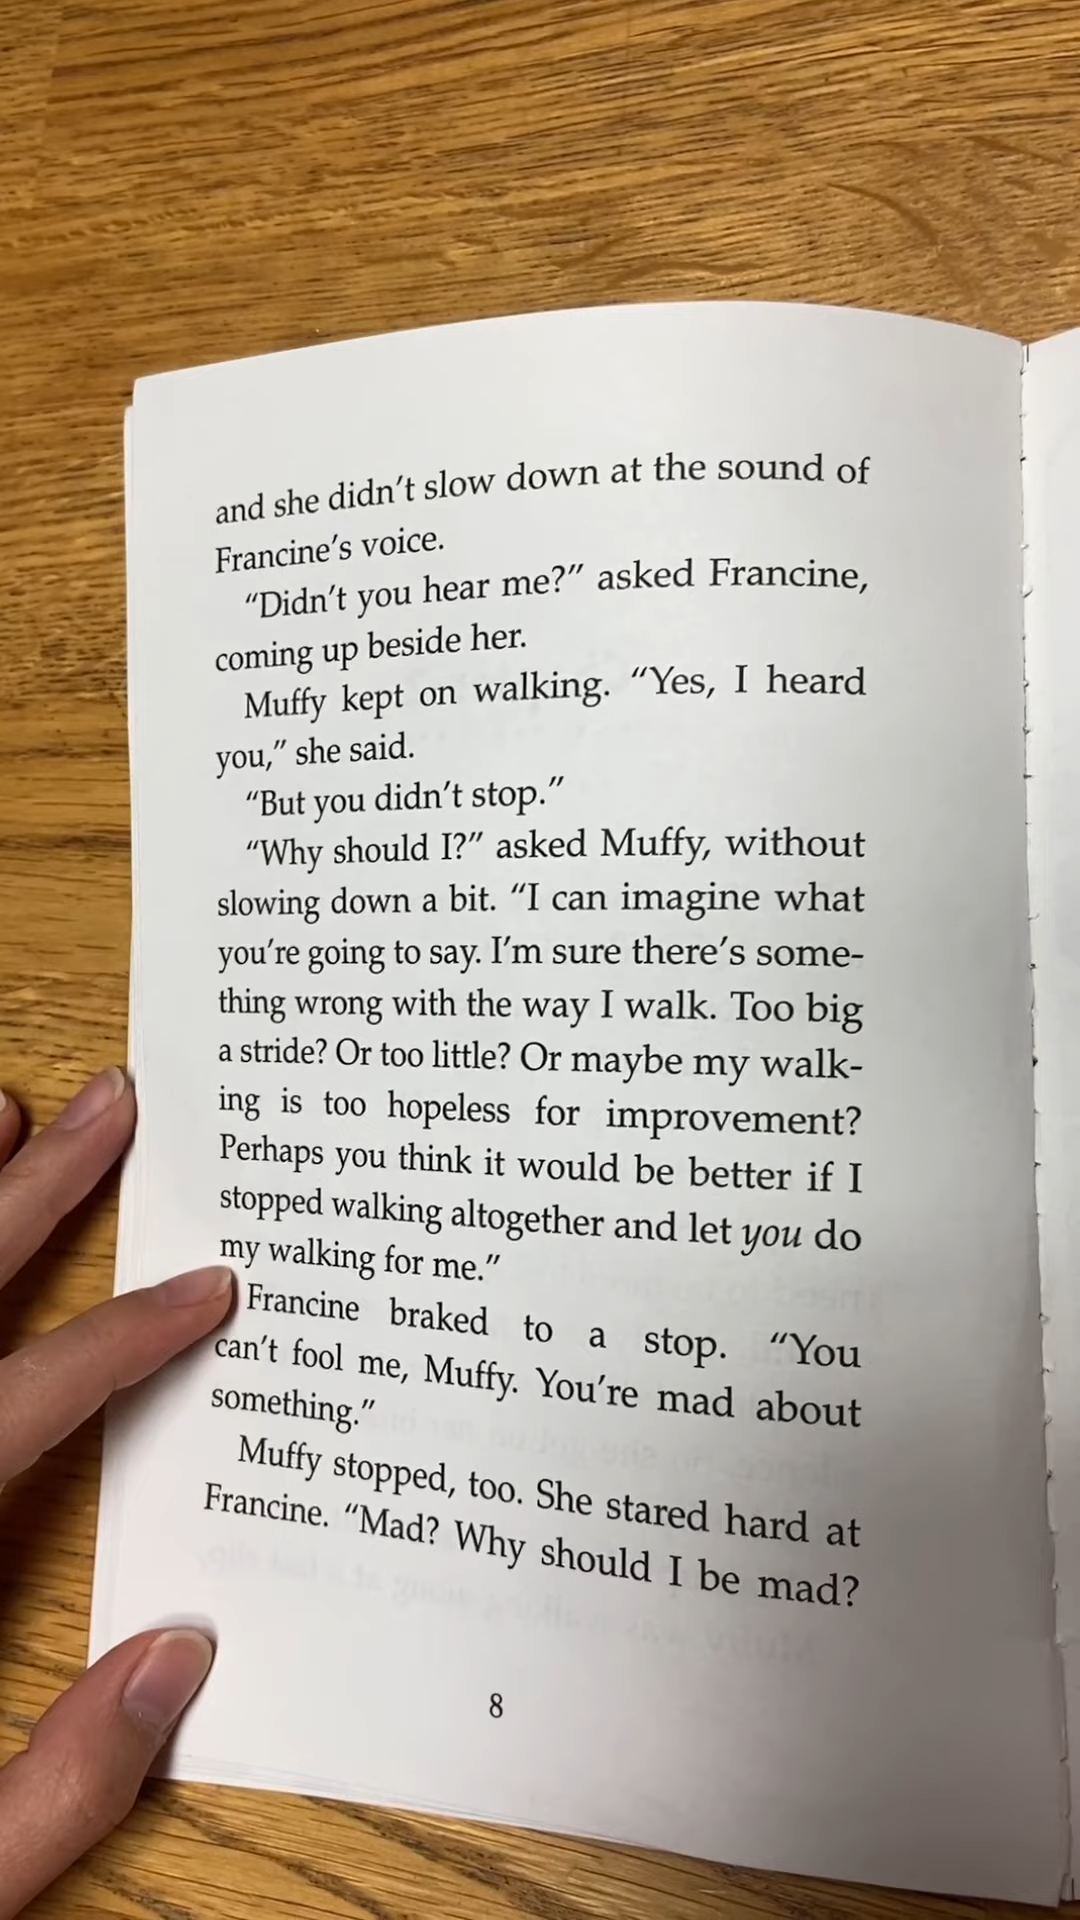 and she didn't slow down at the sound of
Francine's voice.
“Didn't you hear me?” asked Francine,
coming up beside her.
Muffy kept on walking. “Yes, I heard
you,” she said.
“But you didn't stop.”
“Why should I?” asked Muffy, without
slowing down a bit. “I can imagine what
you're going to say. I'm sure there's some-
thing wrong with the way I walk. Too big
a stride? Or too little? Or maybe my walk-
ing is too hopeless for improvement?
Perhaps you think it would be better if I
stopped walking altogether and let you do
my walking for me.”
Francine braked to a stop. “You
can't fool me, Muffy. You're mad about
something.”
Muffy stopped, too. She stared hard at
Francine. “Mad? Why should I be mad?
8